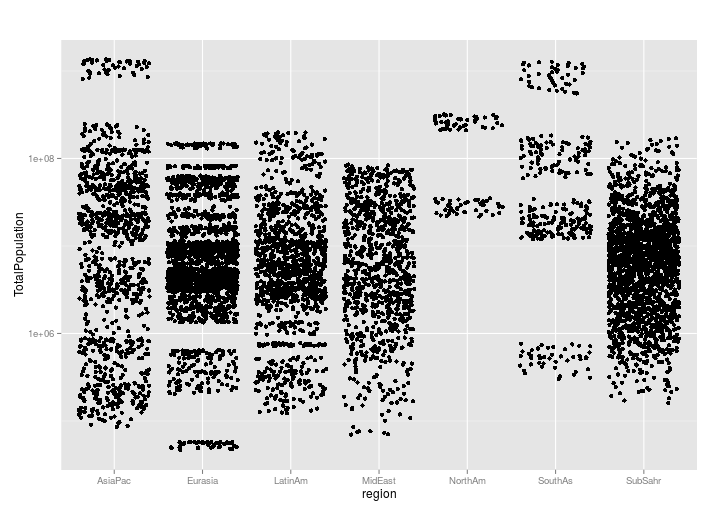 1e+08
TotalPopulation
1e+06
AsiaPac Eurasia LatinAm MidEast NorthAm SouthAs SubSahr
region